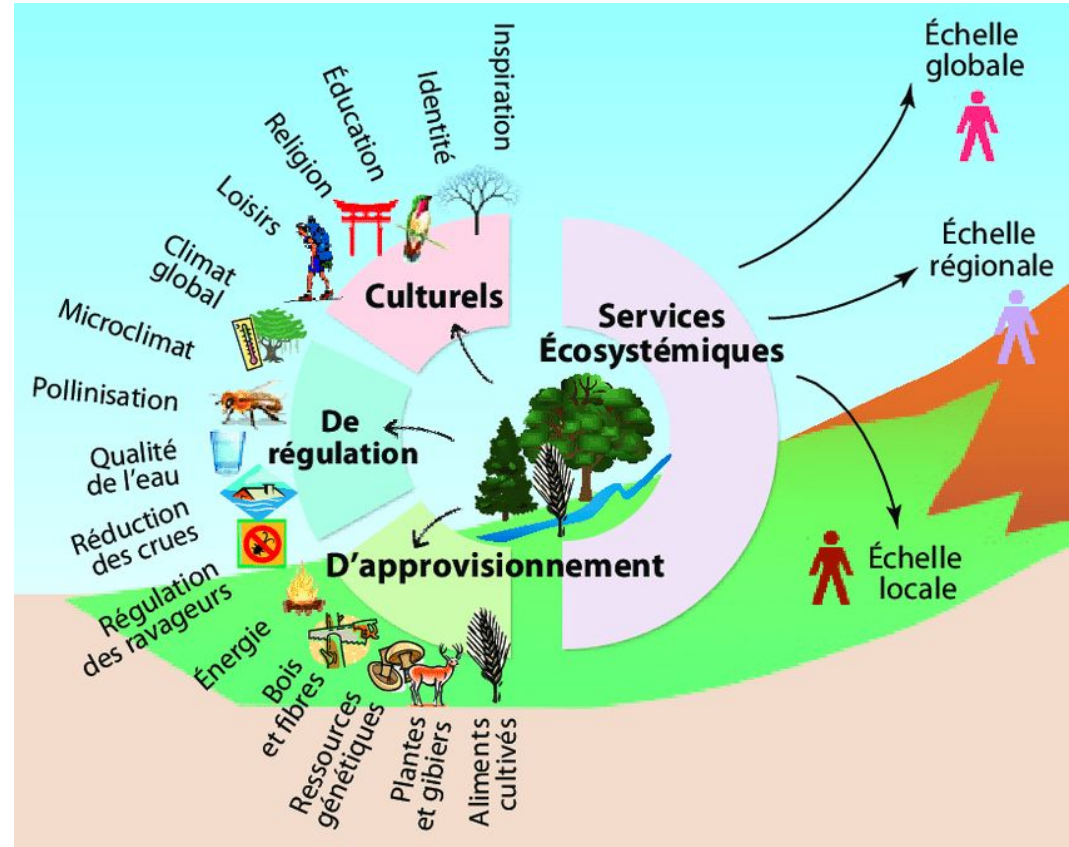 Inspiration
Identité
Éducation
Religion
Loisirs
Climat
global
Microclimat
Pollinisation
Qualité
de l'eau
Réduction
des crues
Régulation
des ravageurs
Énergie
Bois
et fibres
Ressources
génétiques
Plantes
et gibiers
Aliments
cultivés
Culturels
De
régulation
D'approvisionnement
Services
Écosystémiques
Échelle
globale
Échelle
régionale
Échelle
locale